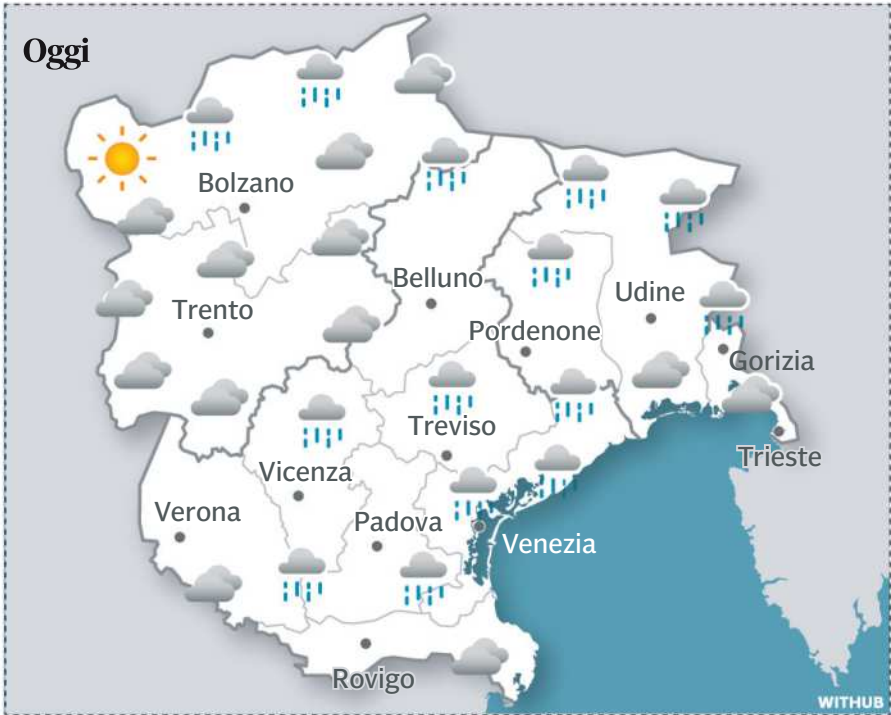 Oggi
Bolzano
Belluno
Udine
Trento
Pordenone
Gorizia
Treviso
Trieste
Vicenza
Verona
Padova
Venezia
Rovigo
WITHUB